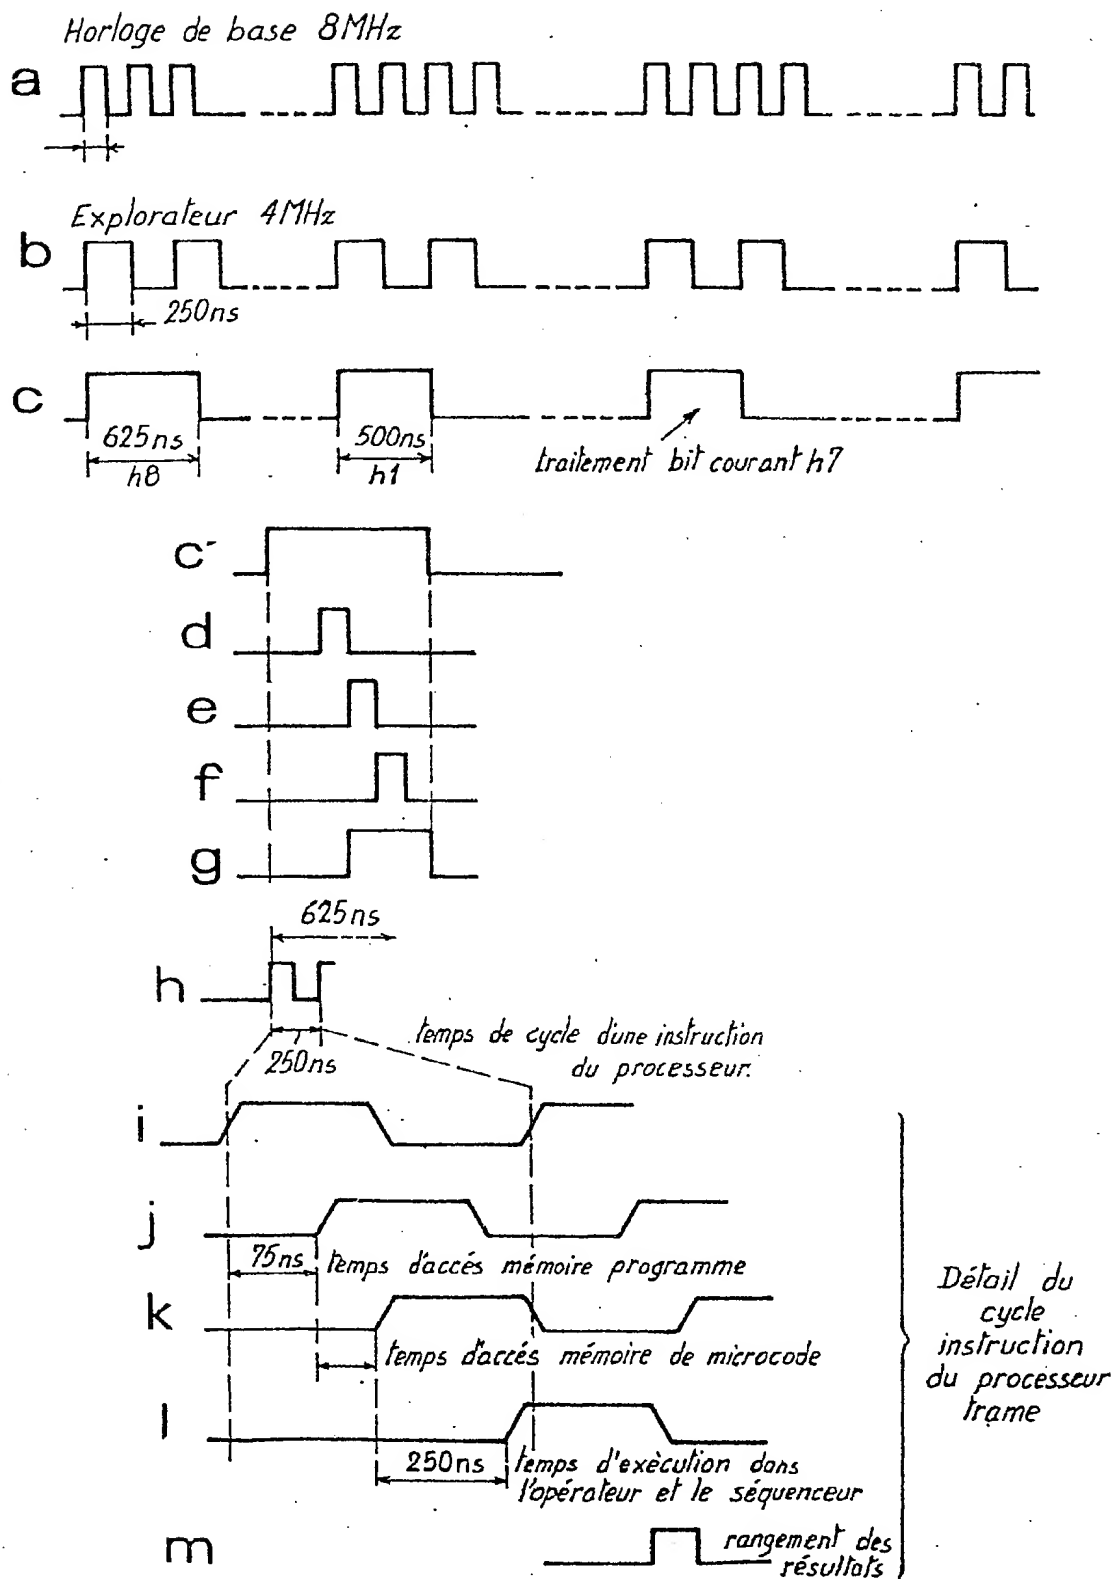 Horloge de base 8MHz
a
Explorateur 4MHz
b
250ns
c
625ns
h8
500ns
h1
traitement bit courant h7
c'
d
e
f
g
625ns
h
250ns
temps de cycle d'une instruction
du processeur.
i
j
75ns
temps d'accés mémoire programme
k
temps d'accés mémoire de microcode
l
250ns
temps d'exècution dans
l'opérateur et le séquenceur
m
rangement des
résultats
Détail du
cycle
instruction
du processeur
trame